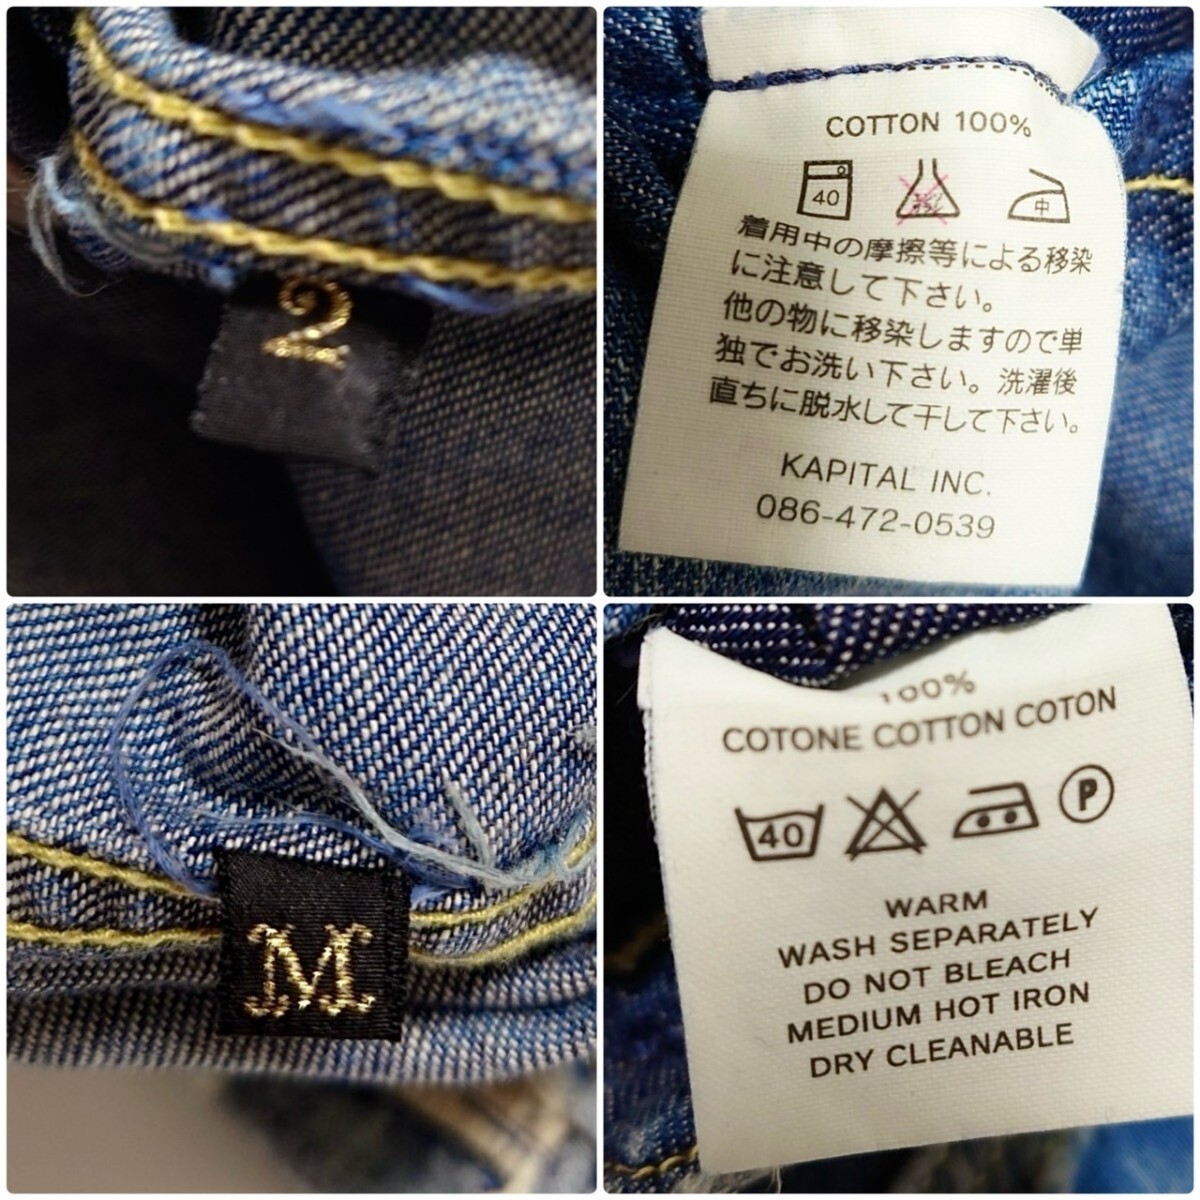 2
COTTON 100%
40
中
着用中の摩擦等による移染
に注意して下さい。
他の物に移染しますので単
独でお洗い下さい。洗濯後
直ちに脱水して干して下さい。
KAPITAL INC.
086-472-0539
M
100%
COTONE COTTON COTON
40
P
WARM
WASH SEPARATELY
DO NOT BLEACH
MEDIUM HOT IRON
DRY CLEANABLE